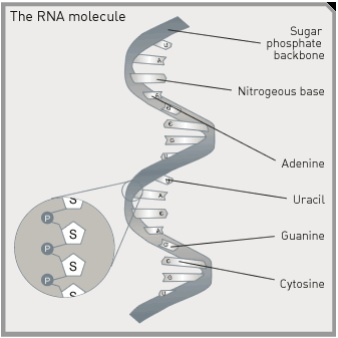 The RNA molecule
Sugar
phosphate
backbone
Nitrogeous base
Adenine
Uracil
Guanine
Cytosine
S
P
S
P
S
P
S